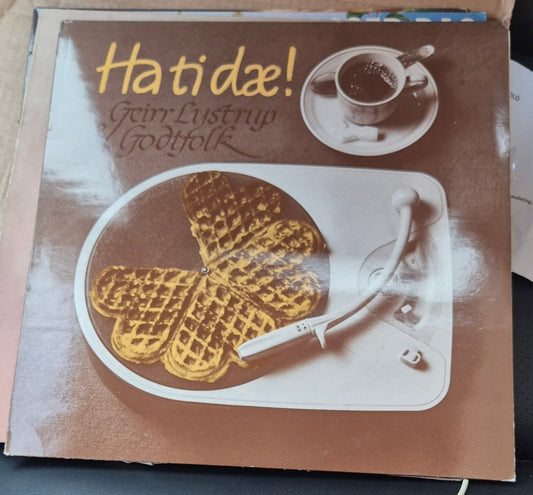 Ha ti dæ!
Geirr Lystrup
& Godtfolk